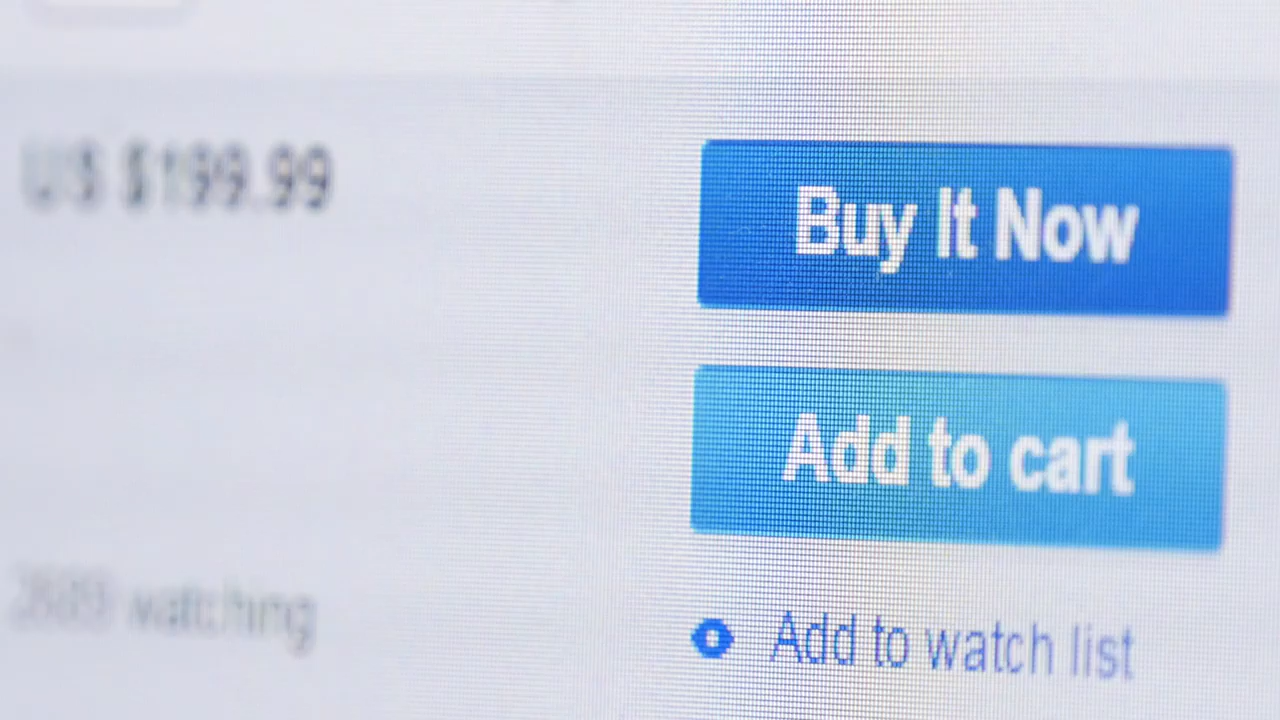 US $199.99
Buy It Now
Add to cart
watching
Add to watch list